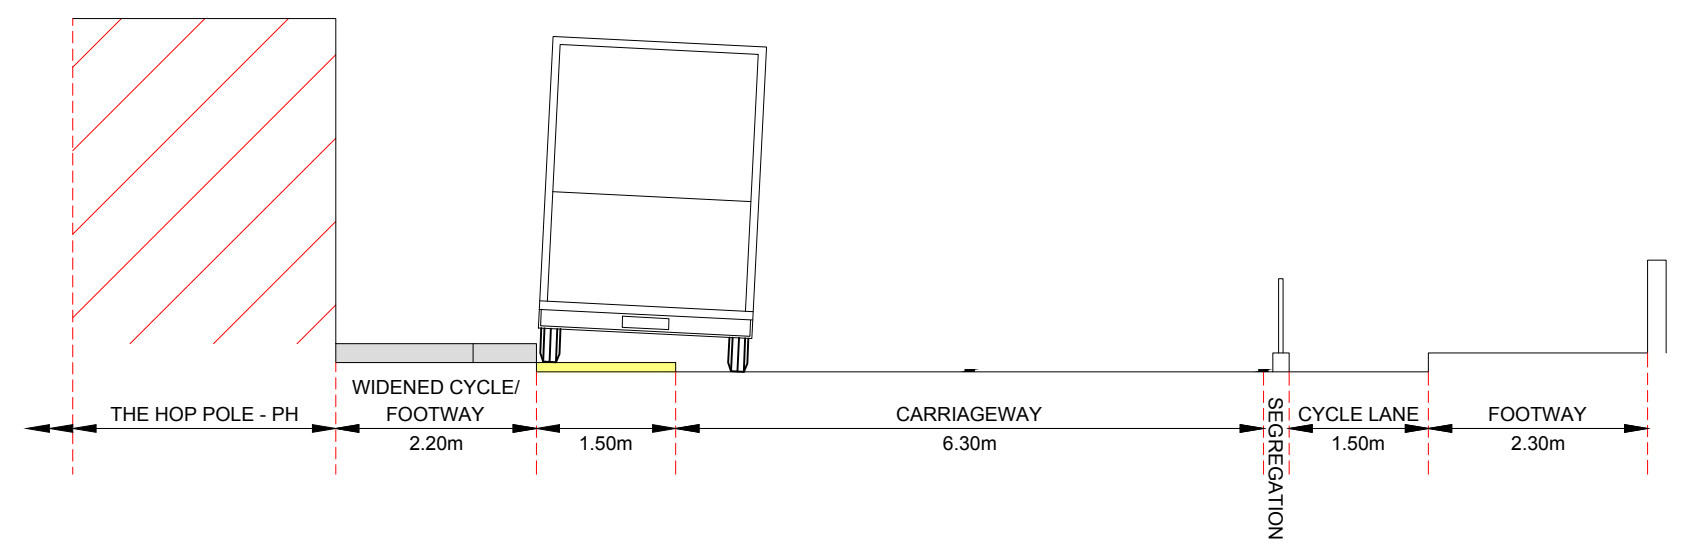 WIDENED CYCLE/
THE HOP POLE - PH
FOOTWAY
CARRIAGEWAY
SEGREGATION
CYCLE LANE
FOOTWAY
2.20m
1.50m
6.30m
1.50m
2.30m